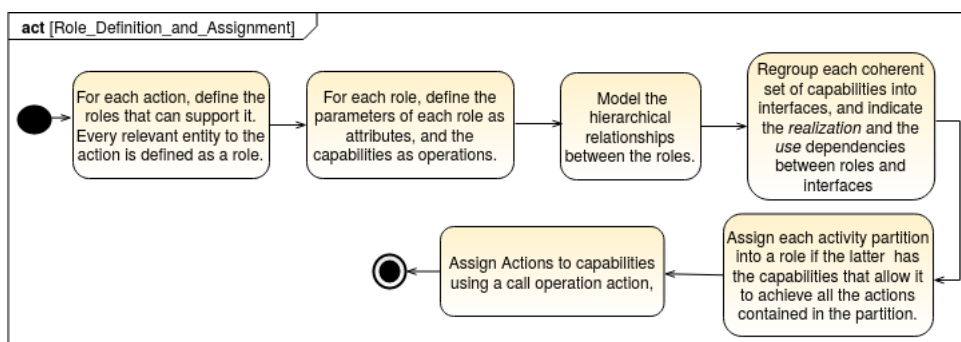 act [Role_Definition_and_Assignment]
For each action, define the
roles that can support it.
Every relevant entity to the
action is defined as a role.
For each role, define the
parameters of each role as
attributes, and the
capabilities as operations.
Model the
hierarchical
relationships
between the roles.
Regroup each coherent
set of capabilities into
interfaces, and indicate
the realization and the
use dependencies
between roles and
interfaces
Assign each activity partition
into a role if the latter has
the capabilities that allow it
to achieve all the actions
contained in the partition.
Assign Actions to capabilities
using a call operation action,